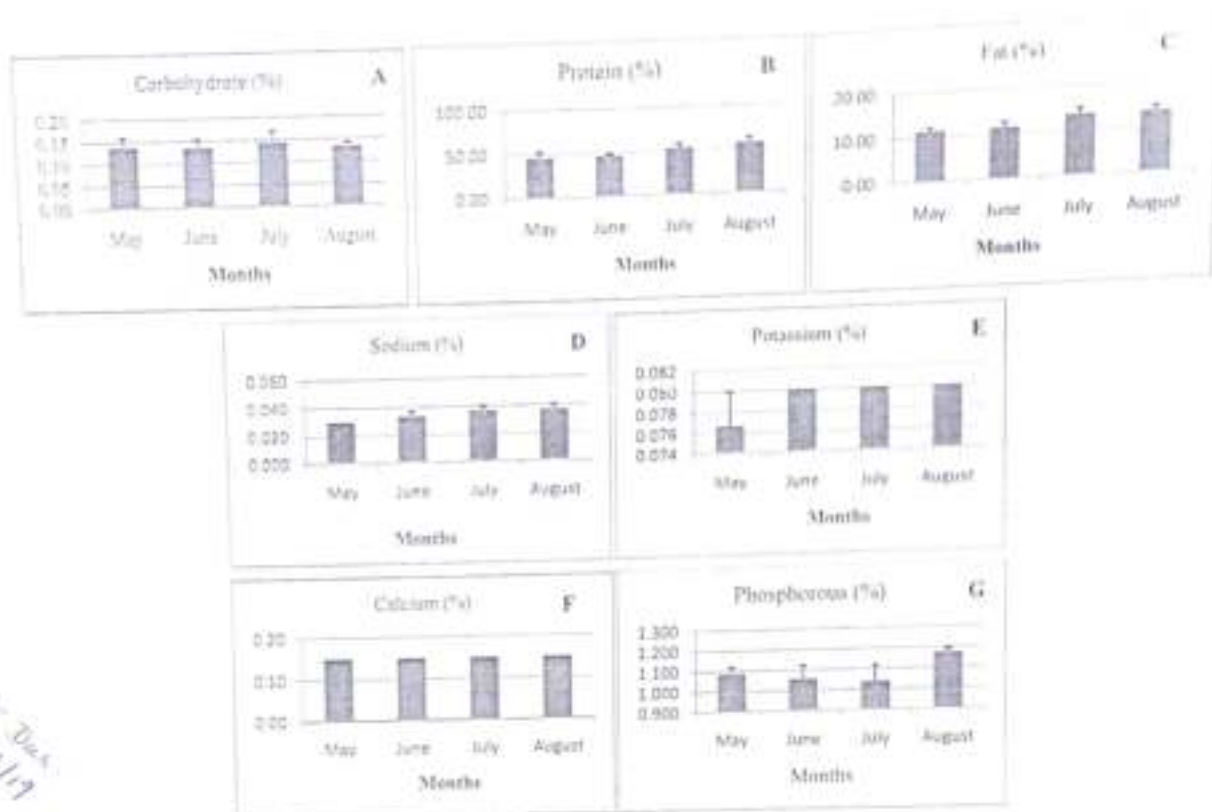 Carbohydrate (%) A
0.20
0.15
0.10
0.05
0.00
May June July August
Months
Protein (%) B
100.00
50.00
0.00
May June July August
Months
Fat (%) C
20.00
10.00
0.00
May June July August
Months
Sodium (%) D
0.060
0.040
0.020
0.000
May June July August
Months
Potassium (%) E
0.082
0.080
0.078
0.076
0.074
May June July August
Months
Calcium (%) F
0.20
0.10
0.00
May June July August
Months
Phosphorous (%) G
1.300
1.200
1.100
1.000
0.900
May June July August
Months